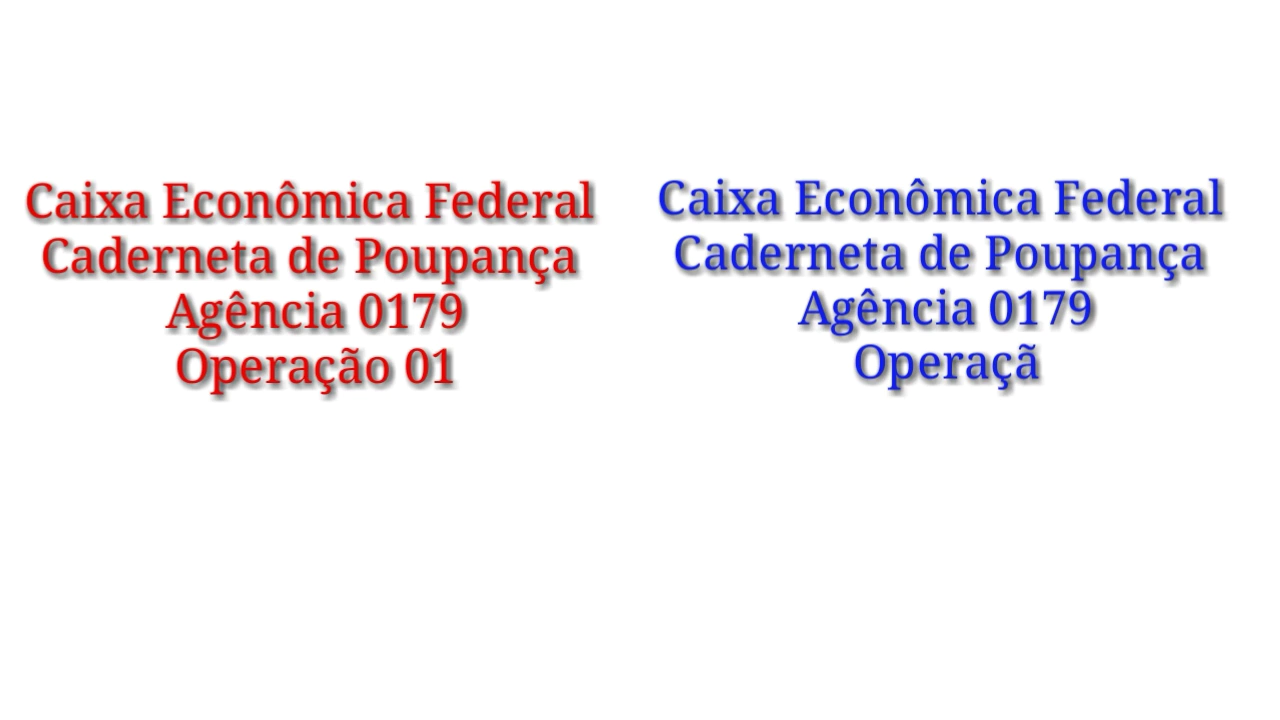 Caixa Econômica Federal
Caderneta de Poupança
Agência 0179
Operação 01
Caixa Econômica Federal
Caderneta de Poupança
Agência 0179
Operaçã